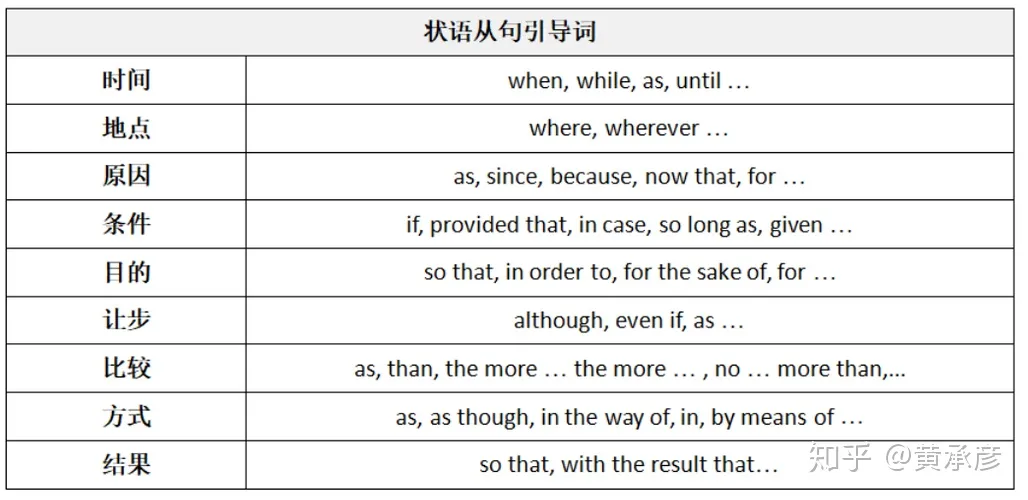 状语从句引导词
时间 when, while, as, until …
地点 where, wherever …
原因 as, since, because, now that, for …
条件 if, provided that, in case, so long as, given …
目的 so that, in order to, for the sake of, for …
让步 although, even if, as …
比较 as, than, the more … the more … , no … more than,...
方式 as, as though, in the way of, in, by means of …
结果 so that, with the result that…
知乎 @黄承彦